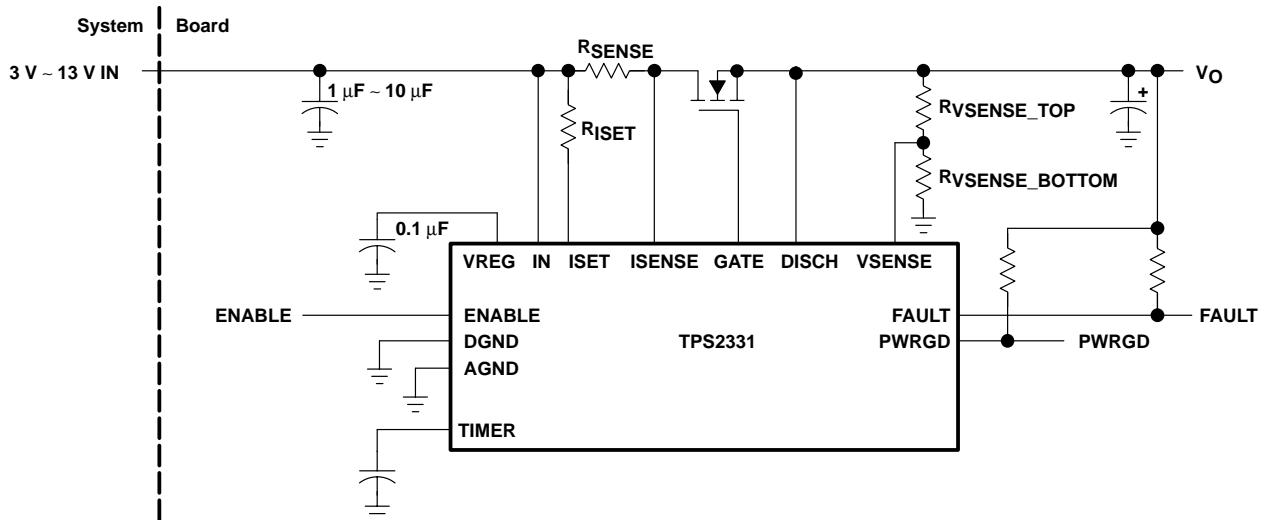 System Board
RSENSE
3 V ~ 13 V IN
VO
1 μF ~ 10 μF
RISET
RVSENSE_TOP
RVSENSE_BOTTOM
0.1 μF
VREG IN ISET ISENSE GATE DISCH VSENSE
ENABLE ENABLE FAULT FAULT
DGND TPS2331 PWRGD PWRGD
AGND
TIMER
+